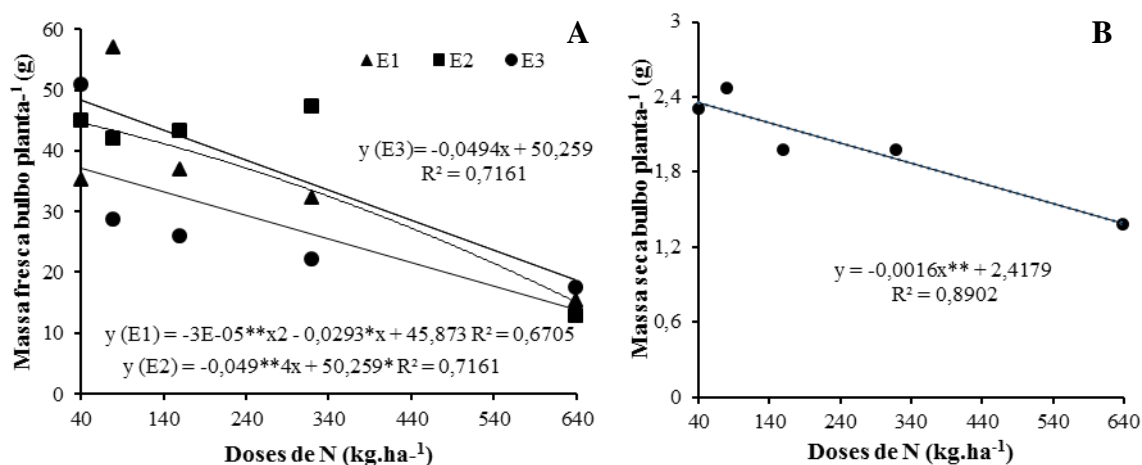 A
Massa fresca bulbo planta-¹ (g)
60
50
40
30
20
10
0
E1 E2 E3
y (E3)= -0,0494x + 50,259
R² = 0,7161
y (E1) = -3E-05**x2 - 0,0293*x + 45,873 R² = 0,6705
y (E2) = -0,049**4x + 50,259* R² = 0,7161
40 140 240 340 440 540 640
Doses de N (kg.ha-¹)
B
Massa seca bulbo planta-¹ (g)
3
2,4
1,8
1,2
0,6
0
y = -0,0016x** + 2,4179
R² = 0,8902
40 140 240 340 440 540 640
Doses de N (kg.ha-¹)